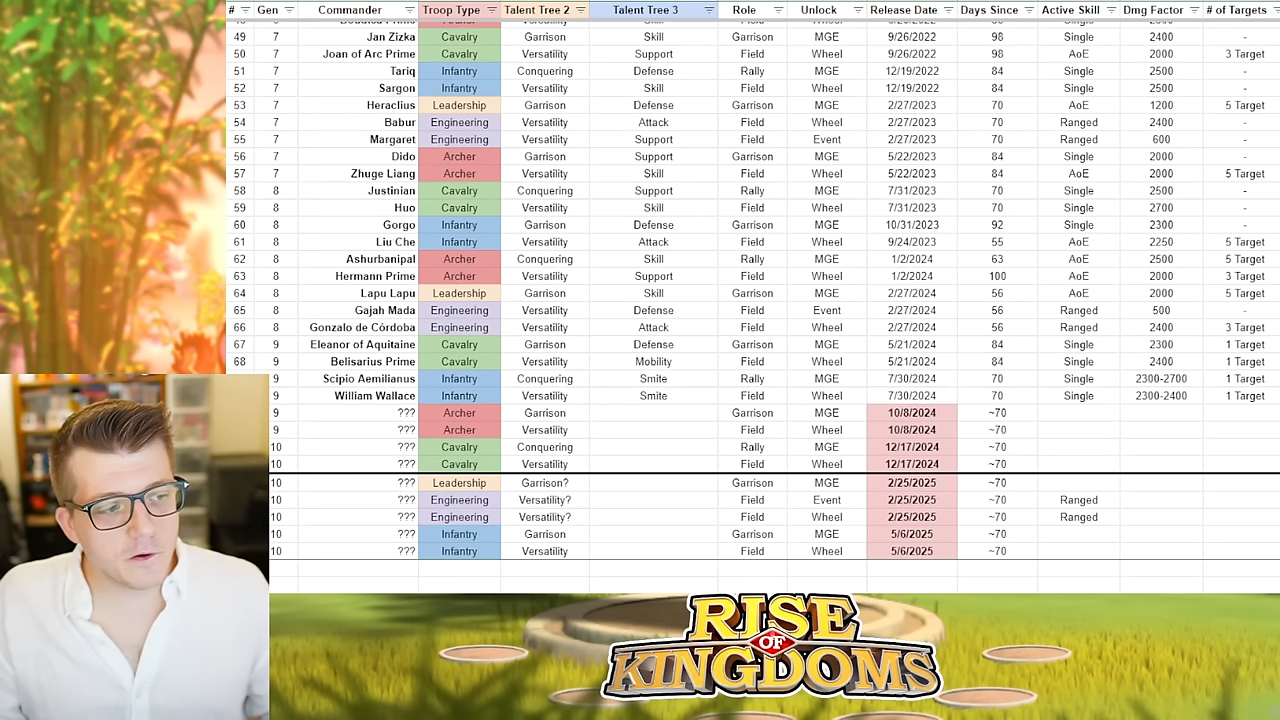 # Gen Commander Troop Type Talent Tree 2 Talent Tree 3 Role Unlock Release Date Days Since Active Skill Dmg Factor # of Targets
49 7 Jan Zizka Cavalry Garrison Skill Garrison MGE 9/26/2022 98 Single 2400 -
50 7 Joan of Arc Prime Cavalry Versatility Support Field Wheel 9/26/2022 98 AoE 2000 3 Target
51 7 Tariq Infantry Conquering Defense Rally MGE 12/19/2022 84 Single 2500 -
52 7 Sargon Infantry Versatility Skill Field Wheel 12/19/2022 84 Single 2500 -
53 7 Heraclius Leadership Garrison Defense Garrison MGE 2/27/2023 70 AoE 1200 5 Target
54 7 Babur Engineering Versatility Attack Field Wheel 2/27/2023 70 Ranged 2400 -
55 7 Margaret Engineering Versatility Support Field Event 2/27/2023 70 Ranged 600 -
56 7 Dido Archer Garrison Support Garrison MGE 5/22/2023 84 Single 2000 -
57 7 Zhuge Liang Archer Versatility Skill Field Wheel 5/22/2023 84 Single 2000 5 Target
58 8 Justinian Cavalry Conquering Support Rally MGE 7/31/2023 70 Single 2500 -
59 8 Huo Cavalry Versatility Skill Field Wheel 7/31/2023 70 Single 2700 -
60 8 Gorgo Infantry Garrison Defense Garrison MGE 10/31/2023 92 Single 2300 -
61 8 Liu Che Infantry Versatility Attack Field Wheel 9/24/2023 55 AoE 2250 5 Target
62 8 Ashurbanipal Archer Conquering Skill Rally MGE 1/2/2024 63 AoE 2500 5 Target
63 8 Hermann Prime Archer Versatility Support Field Wheel 1/2/2024 100 AoE 2000 3 Target
64 8 Lapu Lapu Leadership Garrison Skill Garrison MGE 2/27/2024 56 AoE 2000 5 Target
65 8 Gajah Mada Engineering Versatility Defense Field Event 2/27/2024 56 Ranged 500 -
66 8 Gonzalo de Córdoba Engineering Versatility Attack Field Wheel 2/27/2024 56 Ranged 2400 3 Target
67 9 Eleanor of Aquitaine Cavalry Garrison Defense Garrison MGE 5/21/2024 84 Single 2300 1 Target
68 9 Belisarius Prime Cavalry Versatility Mobility Field Wheel 5/21/2024 84 Single 2400 1 Target
9 Scipio Aemilianus Infantry Conquering Smite Rally MGE 7/30/2024 70 Single 2300-2700 1 Target
9 William Wallace Infantry Versatility Smite Field Wheel 7/30/2024 70 Single 2300-2400 1 Target
9 ??? Archer Garrison Garrison MGE 10/8/2024 ~70
9 ??? Archer Versatility Field Wheel 10/8/2024 ~70
10 ??? Cavalry Conquering Rally MGE 12/17/2024 ~70
10 ??? Cavalry Versatility Field Wheel 12/17/2024 ~70
10 ??? Leadership Garrison? Garrison MGE 2/25/2025 ~70
10 ??? Engineering Versatility? Field Event 2/25/2025 ~70 Ranged
10 ??? Engineering Versatility? Field Wheel 2/25/2025 ~70 Ranged
10 ??? Infantry Garrison Garrison MGE 5/6/2025 ~70
10 ??? Infantry Versatility Field Wheel 5/6/2025 ~70
RISE
OF
KINGDOMS